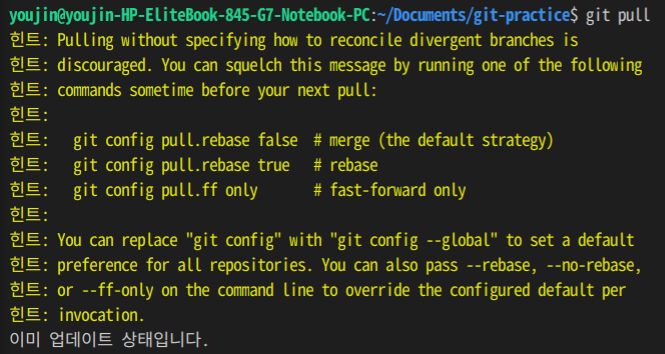 youjin@youjin-HP-EliteBook-845-G7-Notebook-PC:~/Documents/git-practice$ git pull
힌트: Pulling without specifying how to reconcile divergent branches is
힌트: discouraged. You can squelch this message by running one of the following
힌트: commands sometime before your next pull:
힌트:
힌트:   git config pull.rebase false  # merge (the default strategy)
힌트:   git config pull.rebase true   # rebase
힌트:   git config pull.ff only       # fast-forward only
힌트:
힌트: You can replace "git config" with "git config --global" to set a default
힌트: preference for all repositories. You can also pass --rebase, --no-rebase,
힌트: or --ff-only on the command line to override the configured default per
힌트: invocation.
이미 업데이트 상태입니다.